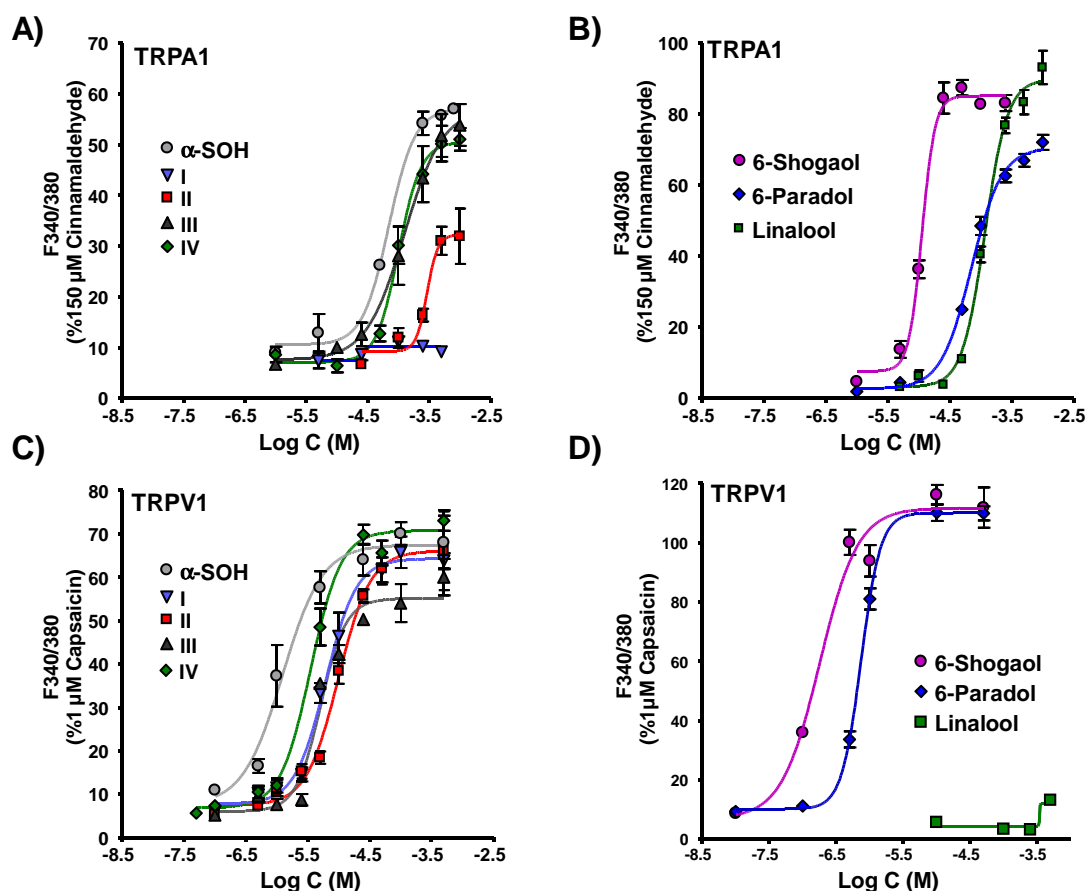 A)
TRPA1
70
60
50
40
30
20
10
0
F340/380
(%150 µM Cinnamaldehyde)
α-SOH
I
II
III
IV
-8.5 -7.5 -6.5 -5.5 -4.5 -3.5 -2.5
Log C (M)
B)
TRPA1
100
80
60
40
20
0
F340/380
(%150 µM Cinnamaldehyde)
6-Shogaol
6-Paradol
Linalool
-8.5 -7.5 -6.5 -5.5 -4.5 -3.5 -2.5
Log C (M)
C)
TRPV1
80
70
60
50
40
30
20
10
0
F340/380
(%1 µM Capsaicin)
α-SOH
I
II
III
IV
-8.5 -7.5 -6.5 -5.5 -4.5 -3.5 -2.5
Log C (M)
D)
TRPV1
120
100
80
60
40
20
0
F340/380
(%1µM Capsaicin)
6-Shogaol
6-Paradol
Linalool
-8.5 -7.5 -6.5 -5.5 -4.5 -3.5 -2.5
Log C (M)